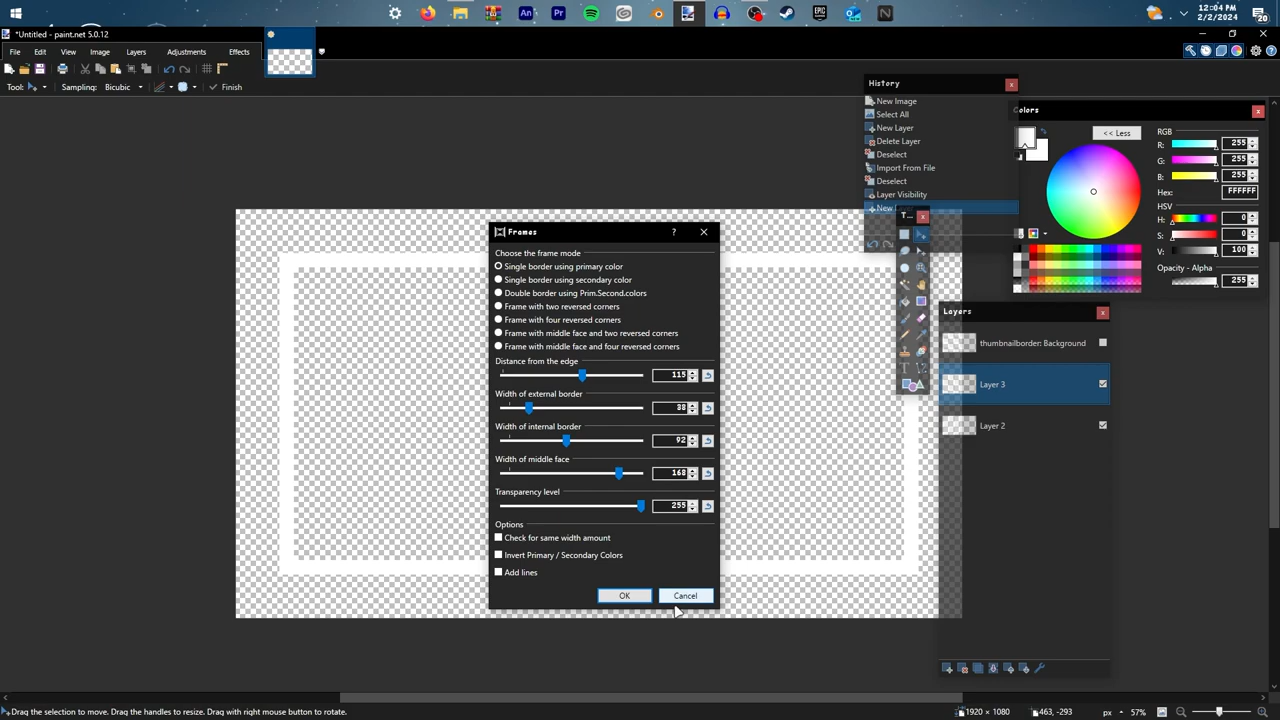 12:04 PM
2/2/2024
*Untitled - paint.net 5.0.12
File Edit View Image Layers Adjustments Effects
Tool: Sampling: Bicubic Finish
History
New Image
Select All
New Layer
Delete Layer
Deselect
Import From File
Deselect
Layer Visibility
New
T...
Colors
<< Less
RGB
R: 255
G: 255
B: 255
Hex: FFFFFF
HSV
H: 0
S: 0
V: 100
Opacity - Alpha
255
Layers
thumbnailborder: Background
Layer 3
Layer 2
Frames
Choose the frame mode
Single border using primary color
Single border using secondary color
Double border using Prim.Second.colors
Frame with two reversed corners
Frame with four reversed corners
Frame with middle face and two reversed corners
Frame with middle face and four reversed corners
Distance from the edge
115
Width of external border
38
Width of internal border
92
Width of middle face
168
Transparency level
255
Options
Check for same width amount
Invert Primary / Secondary Colors
Add lines
OK Cancel
Drag the selection to move. Drag the handles to resize. Drag with right mouse button to rotate.
1920 × 1080 463, -293 px 57%